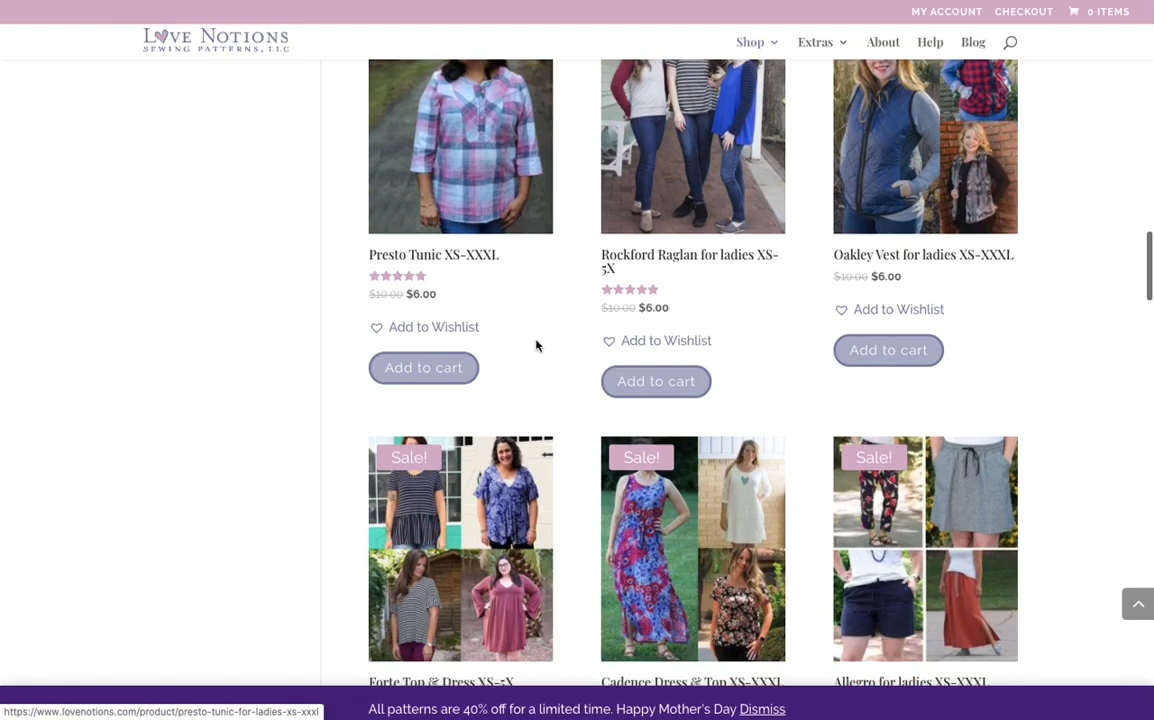 MY ACCOUNT CHECKOUT 0 ITEMS
LOVE NOTIONS
SEWING PATTERNS, LLC
Shop Extras About Help Blog
Presto Tunic XS-XXXL
$10.00 $6.00
Add to Wishlist
Add to cart
Rockford Raglan for ladies XS-
5X
$10.00 $6.00
Add to Wishlist
Add to cart
Oakley Vest for ladies XS-XXXL
$10.00 $6.00
Add to Wishlist
Add to cart
Sale!
Forte Top & Dress XS-5X
Sale!
Cadence Dress & Top XS-XXXL
Sale!
Allegro for ladies XS-XXXL
All patterns are 40% off for a limited time. Happy Mother's Day Dismiss
https://www.lovenotions.com/product/presto-tunic-for-ladies-xs-xxxl